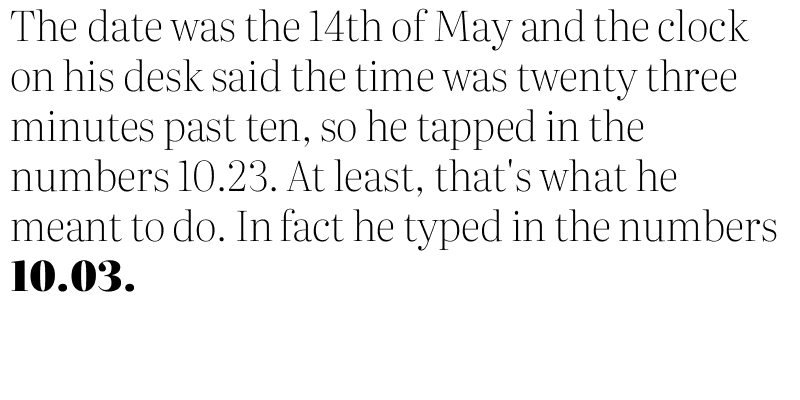 The date was the 14th of May and the clock
on his desk said the time was twenty three
minutes past ten, so he tapped in the
numbers 10.23. At least, that's what he
meant to do. In fact he typed in the numbers
10.03.